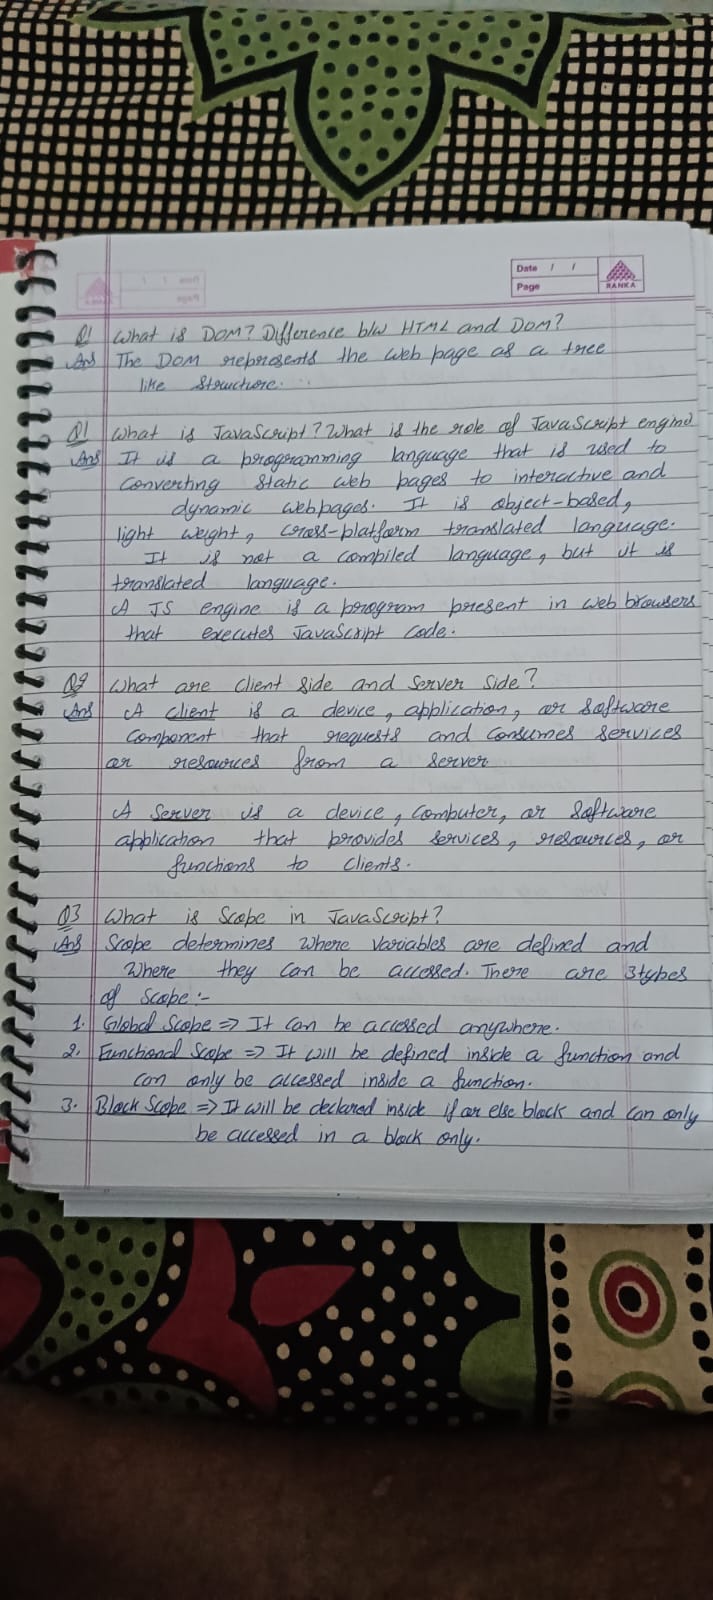 Date / /
Page
RANKA
Q1 What is DOM? Difference b/w HTML and DOM?
Ans The DOM represents the web page as a tree
like structure.
Q1 What is JavaScript? What is the role of JavaScript engine
Ans It is a programming language that is used to
converting static web pages to interactive and
dynamic webpages. It is object-based,
light weight, cross-platform translated language.
It is not a compiled language, but it is
translated language.
A JS engine is a program present in web browsers
that executes JavaScript code.
Q2 What are client side and Server Side?
Ans A Client is a device, application, or software
component that requests and consumes services
or resources from a server
A Server is a device, computer, or software
application that provides services, resources, or
functions to clients.
Q3 What is Scope in JavaScript?
Ans Scope determines where variables are defined and
where they can be accessed. There are 3types
of Scope:-
1. Global Scope => It can be accessed anywhere.
2. Functional Scope => It will be defined inside a function and
can only be accessed inside a function.
3. Block Scope => It will be declared inside if or else block and can only
be accessed in a block only.